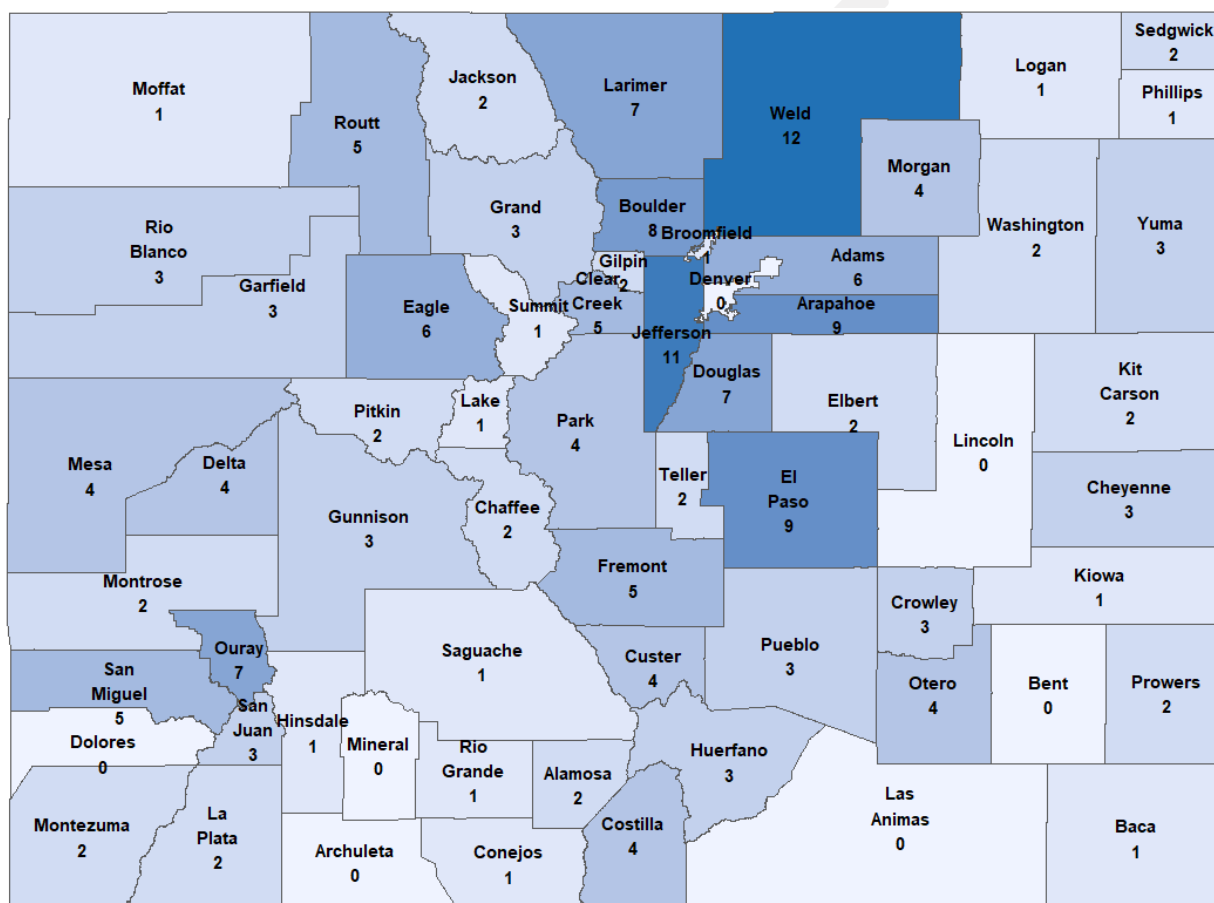 Sedgwick
2
Moffat
1
Jackson
2
Larimer
7
Logan
1
Phillips
1
Routt
5
Weld
12
Morgan
4
Rio
Blanco
3
Grand
3
Boulder
8
Broomfield
1
Washington
2
Yuma
3
Garfield
3
Eagle
6
Summit
1
Gilpin
2
Clear
Creek
5
Denver
0
Adams
6
Arapahoe
9
Jefferson
11
Douglas
7
Elbert
2
Lincoln
0
Kit
Carson
2
Pitkin
2
Lake
1
Park
4
Mesa
4
Delta
4
Gunnison
3
Chaffee
2
Teller
2
El
Paso
9
Cheyenne
3
Montrose
2
Fremont
5
Crowley
3
Kiowa
1
Ouray
7
San
Miguel
5
Saguache
1
Custer
4
Pueblo
3
Otero
4
Bent
0
Prowers
2
Dolores
0
San
Juan
3
Hinsdale
1
Mineral
0
Rio
Grande
1
Alamosa
2
Huerfano
3
Montezuma
2
La
Plata
2
Archuleta
0
Conejos
1
Costilla
4
Las
Animas
0
Baca
1